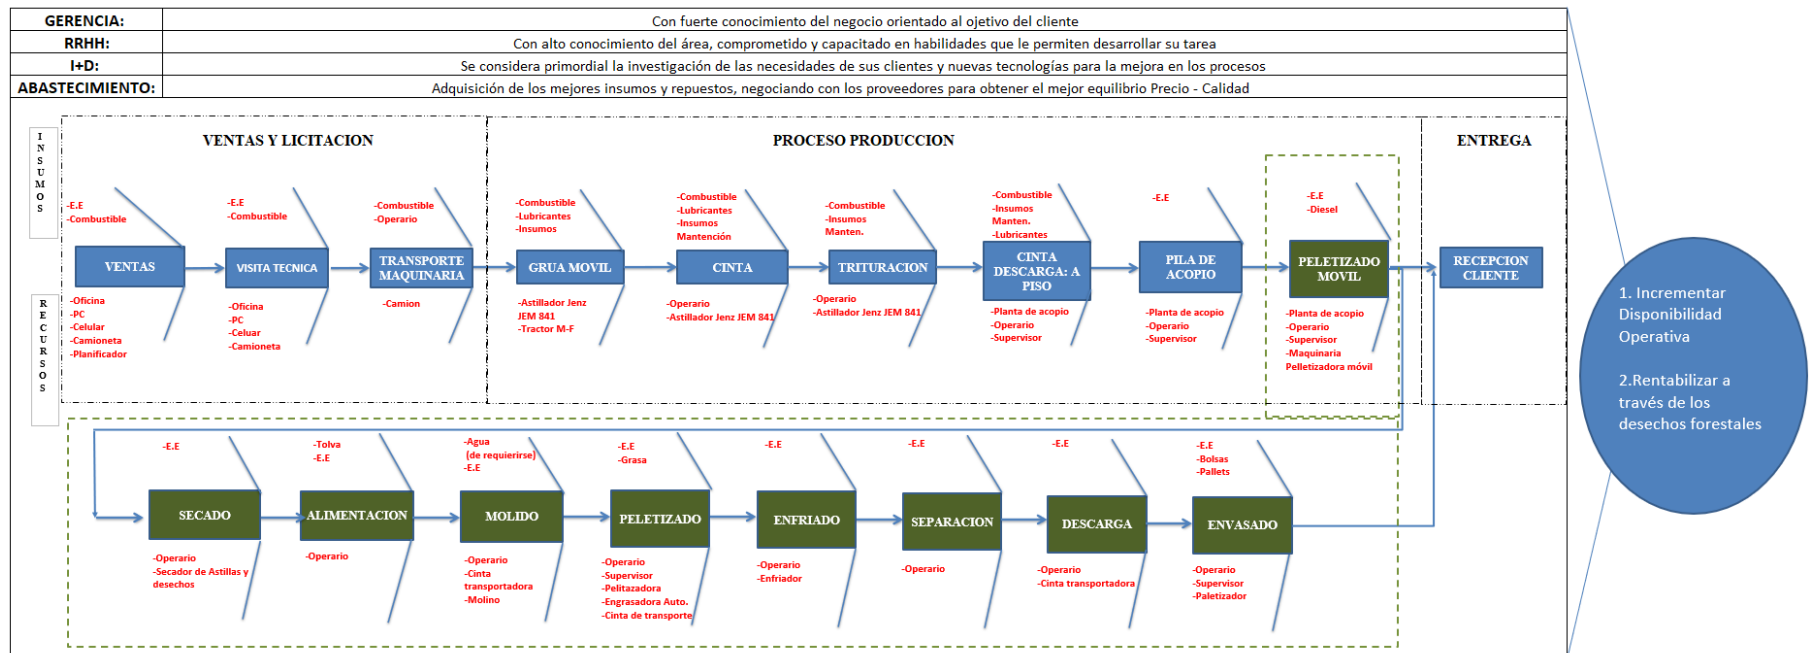 GERENCIA: Con fuerte conocimiento del negocio orientado al ojetivo del cliente
RRHH: Con alto conocimiento del área, comprometido y capacitado en habilidades que le permiten desarrollar su tarea
I+D: Se considera primordial la investigación de las necesidades de sus clientes y nuevas tecnologías para la mejora en los procesos
ABASTECIMIENTO: Adquisición de los mejores insumos y repuestos, negociando con los proveedores para obtener el mejor equilibrio Precio - Calidad
INSUMOS
RECURSOS
VENTAS Y LICITACION
PROCESO PRODUCCION
ENTREGA
-E.E
-Combustible
VENTAS
-Oficina
-PC
-Celular
-Camioneta
-Planificador
-E.E
-Combustible
VISITA TECNICA
-Oficina
-PC
-Celuar
-Camioneta
-Combustible
-Operario
TRANSPORTE
MAQUINARIA
-Camion
-Combustible
-Lubricantes
-Insumos
GRUA MOVIL
-Astillador Jenz
JEM 841
-Tractor M-F
-Combustible
-Lubricantes
-Insumos
Mantención
CINTA
-Operario
-Astillador Jenz JEM 841
-Combustible
-Insumos
Manten.
TRITURACION
-Operario
-Astillador Jenz JEM 841
-Combustible
-Insumos
Manten.
-Lubricantes
CINTA
DESCARGA: A
PISO
-Planta de acopio
-Operario
-Supervisor
-E.E
PILA DE
ACOPIO
-Planta de acopio
-Operario
-Supervisor
-E.E
-Diesel
PELETIZADO
MOVIL
-Planta de acopio
-Operario
-Supervisor
-Maquinaria
Pelletizadora móvil
RECEPCION
CLIENTE
-E.E
SECADO
-Operario
-Secador de Astillas y
desechos
-Tolva
-E.E
ALIMENTACION
-Operario
-Agua
(de requierirse)
-E.E
MOLIDO
-Operario
-Cinta
transportadora
-Molino
-E.E
-Grasa
PELETIZADO
-Operario
-Supervisor
-Pelitazadora
-Engrasadora Auto.
-Cinta de transporte
-E.E
ENFRIADO
-Operario
-Enfriador
-E.E
SEPARACION
-Operario
-E.E
DESCARGA
-Operario
-Cinta transportadora
-E.E
-Bolsas
-Pallets
ENVASADO
-Operario
-Supervisor
-Paletizador
1. Incrementar
Disponibilidad
Operativa
2.Rentabilizar a
través de los
desechos forestales